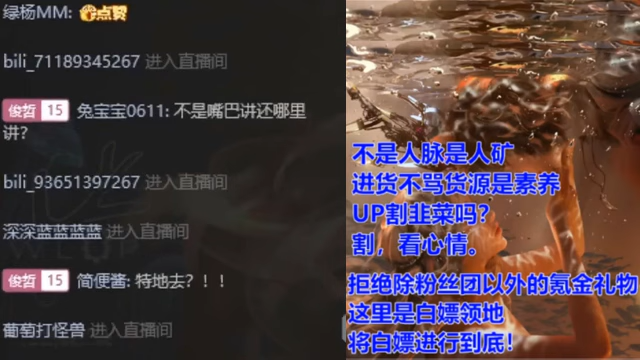 绿杨MM: 点赞
bili_71189345267 进入直播间
俊哲 15 兔宝宝0611: 不是嘴巴讲还哪里
讲?
bili_93651397267 进入直播间
深深蓝蓝蓝蓝 进入直播间
俊哲 15 简便酱: 特地去?!!
葡萄打怪兽 进入直播间
不是人脉是人矿
进货不骂货源是素养
UP割韭菜吗?
割，看心情。
拒绝除粉丝团以外的氪金礼物
这里是白嫖领地
将白嫖进行到底!